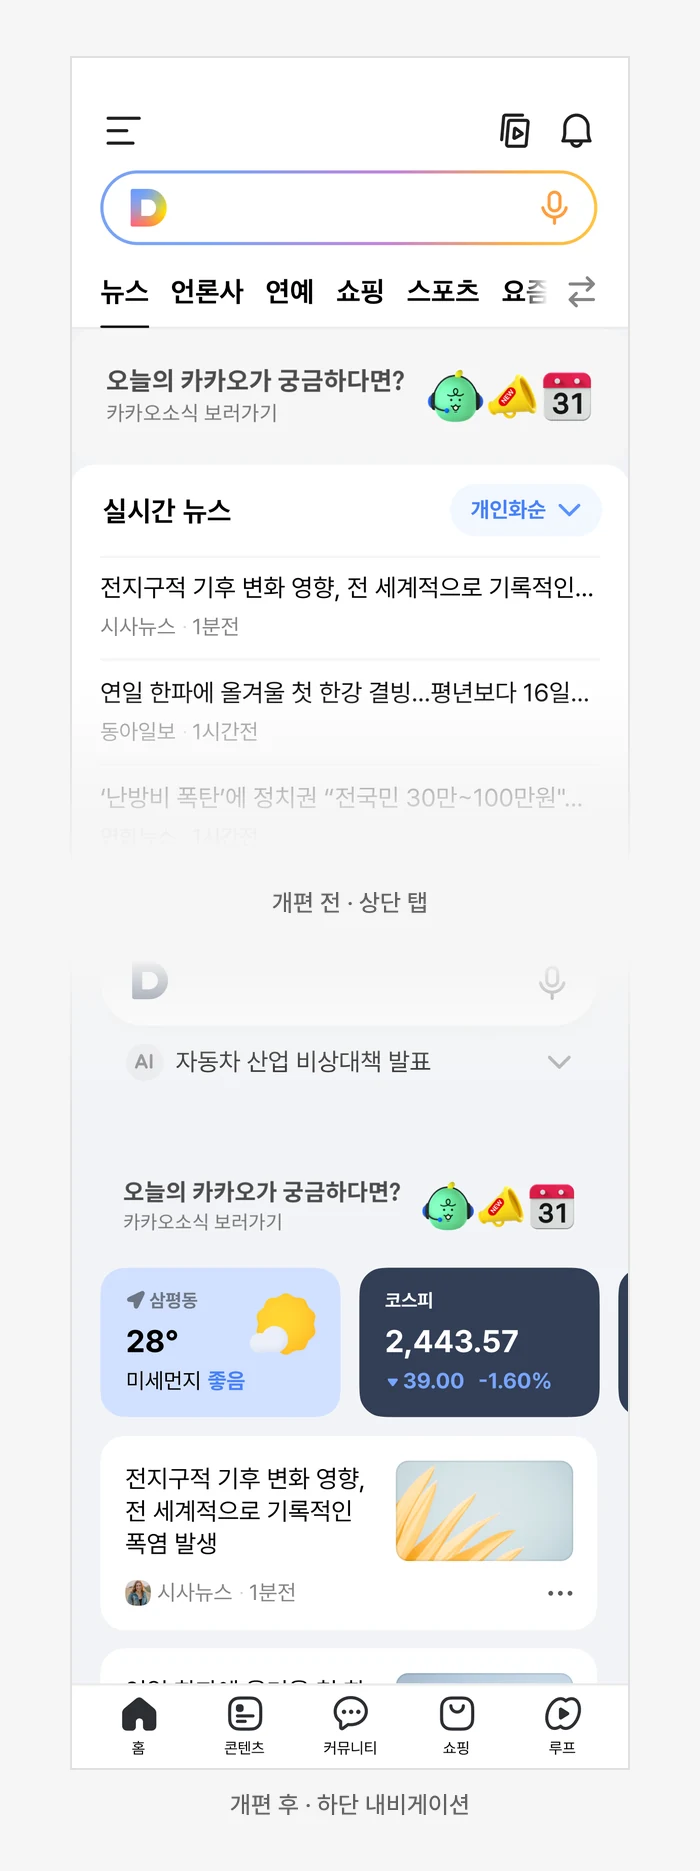 D
뉴스 언론사 연예 쇼핑 스포츠 요즘
오늘의 카카오가 궁금하다면?
카카오소식 보러가기
NEW
31
실시간 뉴스
개인화순
전지구적 기후 변화 영향, 전 세계적으로 기록적인...
시사뉴스 · 1분전
연일 한파에 올겨울 첫 한강 결빙...평년보다 16일...
동아일보 · 1시간전
‘난방비 폭탄’에 정치권 “전국민 30만~100만원"...
연합뉴스 · 1시간전
개편 전 · 상단 탭
D
AI 자동차 산업 비상대책 발표
오늘의 카카오가 궁금하다면?
카카오소식 보러가기
NEW
31
삼평동
28°
미세먼지 좋음
코스피
2,443.57
▼39.00 -1.60%
전지구적 기후 변화 영향,
전 세계적으로 기록적인
폭염 발생
시사뉴스 · 1분전
홈 콘텐츠 커뮤니티 쇼핑 루프
개편 후 · 하단 내비게이션